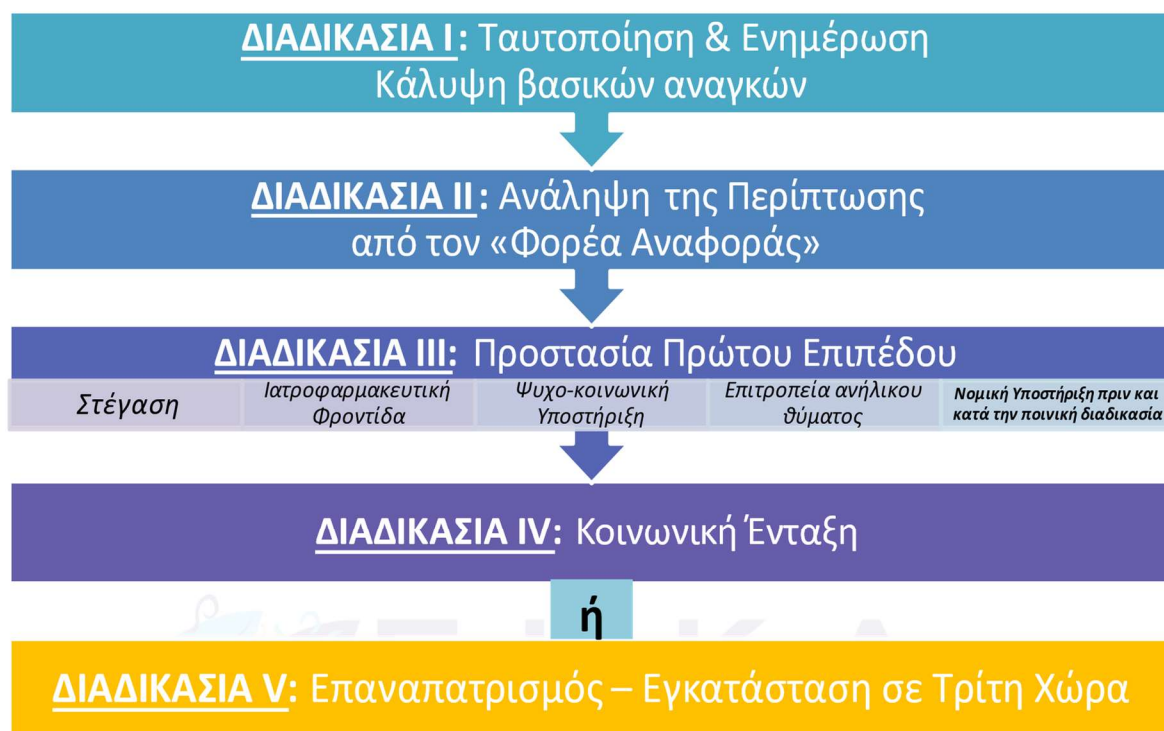 ΔΙΑΔΙΚΑΣΙΑ Ι: Ταυτοποίηση & Ενημέρωση
Κάλυψη βασικών αναγκών
ΔΙΑΔΙΚΑΣΙΑ ΙΙ: Ανάληψη της Περίπτωσης
από τον «Φορέα Αναφοράς»
ΔΙΑΔΙΚΑΣΙΑ ΙΙΙ: Προστασία Πρώτου Επιπέδου
Στέγαση
Ιατροφαρμακευτική
Φροντίδα
Ψυχο-κοινωνική
Υποστήριξη
Επιτροπεία ανήλικου
θύματος
Νομική Υποστήριξη πριν και
κατά την ποινική διαδικασία
ΔΙΑΔΙΚΑΣΙΑ IV: Κοινωνική Ένταξη
ή
ΔΙΑΔΙΚΑΣΙΑ V: Επαναπατρισμός – Εγκατάσταση σε Τρίτη Χώρα